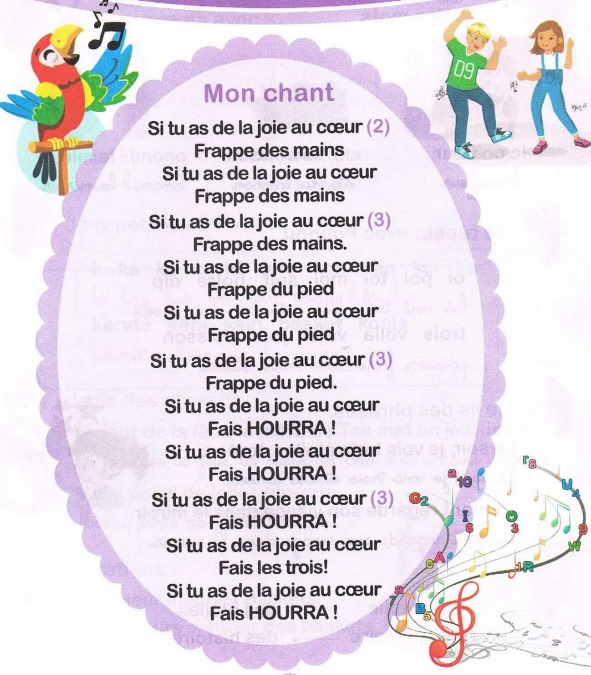 Mon chant
Si tu as de la joie au cœur (2)
Frappe des mains
Si tu as de la joie au cœur
Frappe des mains
Si tu as de la joie au cœur (3)
Frappe des mains.
Si tu as de la joie au cœur
Frappe du pied
Si tu as de la joie au cœur
Frappe du pied
Si tu as de la joie au cœur (3)
Frappe du pied.
Si tu as de la joie au cœur
Fais HOURRA !
Si tu as de la joie au cœur
Fais HOURRA !
Si tu as de la joie au cœur (3)
Fais HOURRA !
Si tu as de la joie au cœur
Fais les trois!
Si tu as de la joie au cœur
Fais HOURRA !
09